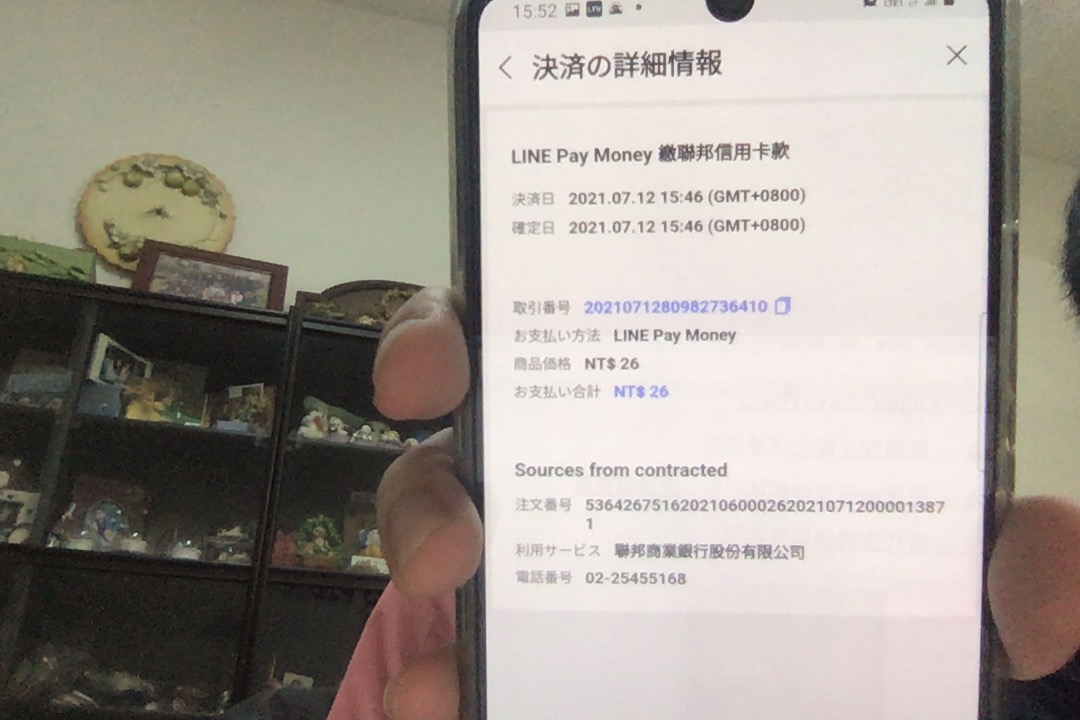 15:52
決済の詳細情報
LINE Pay Money 繳聯邦信用卡款
決済日 2021.07.12 15:46 (GMT+0800)
確定日 2021.07.12 15:46 (GMT+0800)
取引番号 2021071280982736410
お支払い方法 LINE Pay Money
商品価格 NT$ 26
お支払い合計 NT$ 26
Sources from contracted
注文番号 5364267516202106000262021071200001387
1
利用サービス 聯邦商業銀行股份有限公司
電話番号 02-25455168